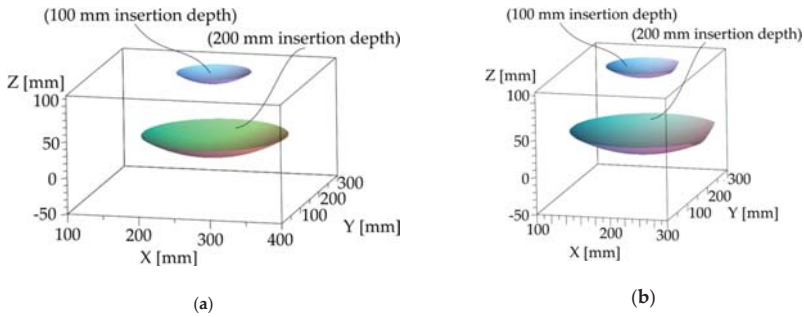 (100 mm insertion depth)
(200 mm insertion depth)
Z [mm]
100
50
0
-50
100
200
300
400
X [mm]
100
200
300
Y [mm]
(a)
(100 mm insertion depth)
(200 mm insertion depth)
Z [mm]
100
50
0
-50
100
200
300
X [mm]
100
200
300
Y [mm]
(b)